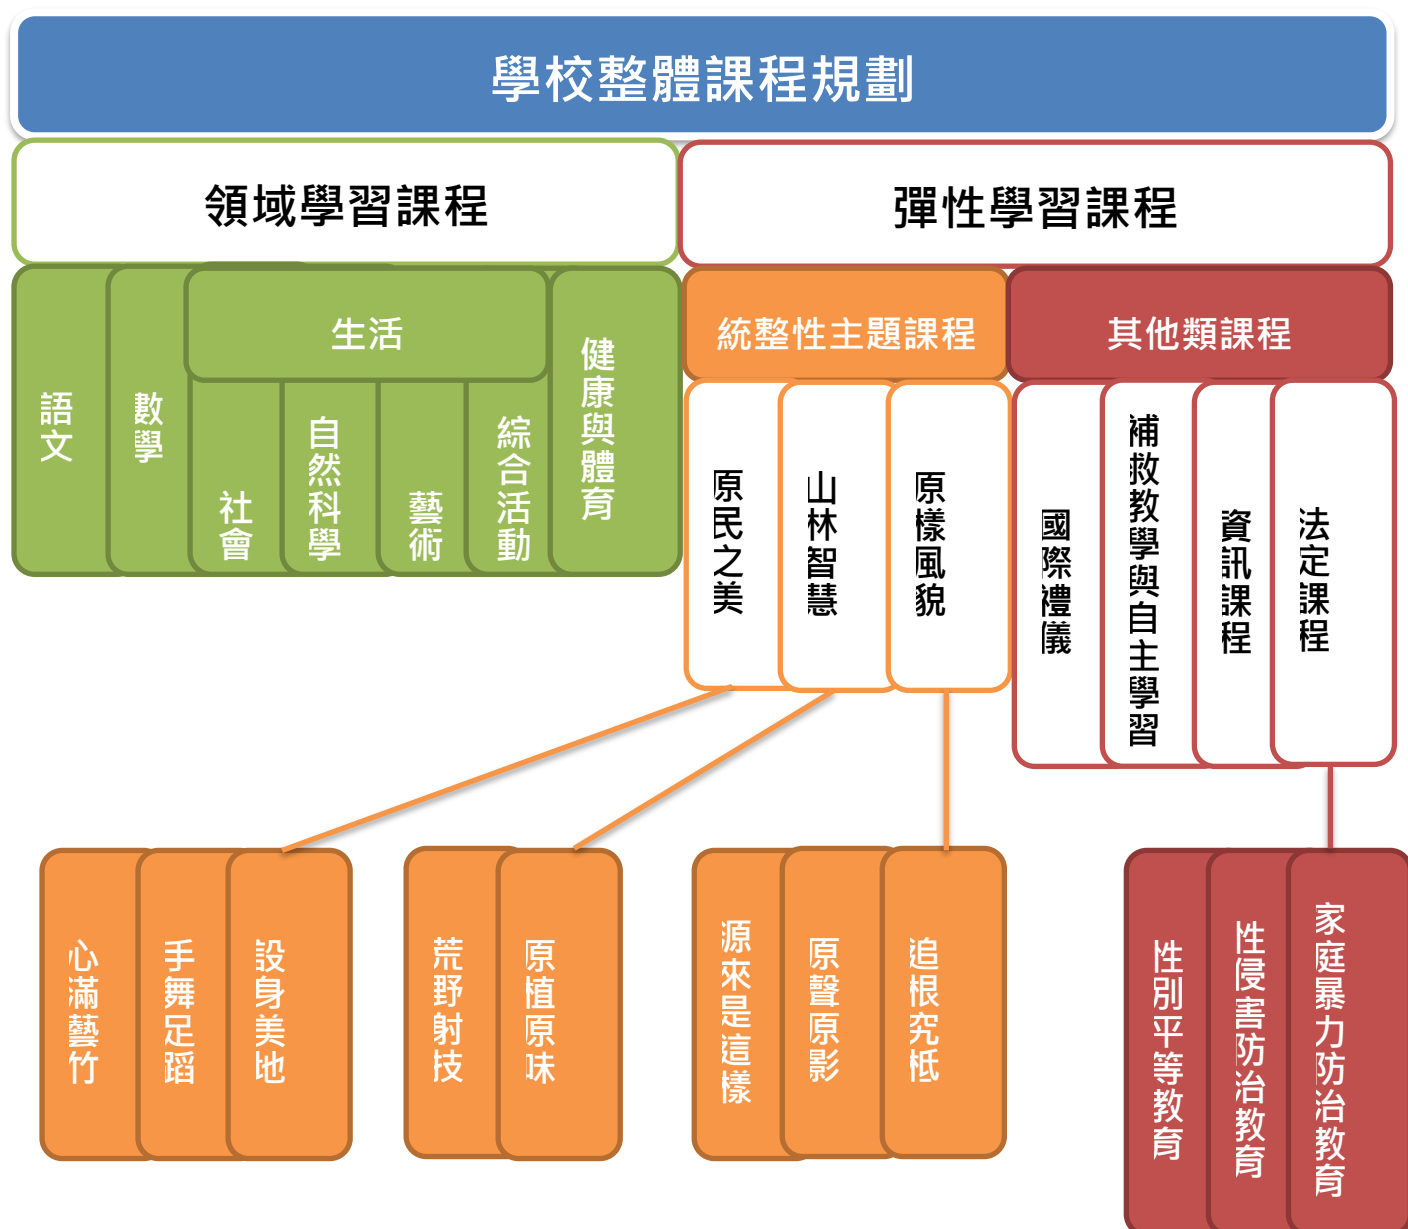 學校整體課程規劃
領域學習課程
彈性學習課程
語文
數學
生活
社會
自然科學
藝術
綜合活動
健康與體育
統整性主題課程
其他類課程
原民之美
山林智慧
原樣風貌
國際禮儀
補救教學與自主學習
資訊課程
法定課程
心滿藝竹
手舞足蹈
設身美地
荒野射技
原植原味
源來是這樣
原聲原影
追根究柢
性別平等教育
性侵害防治教育
家庭暴力防治教育